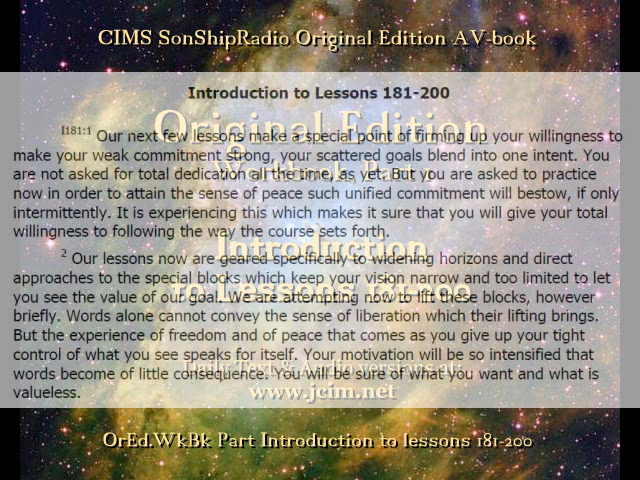 CIMS SonShipRadio Original Edition AV-book
Introduction to Lessons 181-200
Original Edition
Workbook Part 1
Introduction
to Lessons 181-200
Daily Text & Audio versions at:
www.jcim.net
I181:1 Our next few lessons make a special point of firming up your willingness to
make your weak commitment strong, your scattered goals blend into one intent. You
are not asked for total dedication all the time, as yet. But you are asked to practice
now in order to attain the sense of peace such unified commitment will bestow, if only
intermittently. It is experiencing this which makes it sure that you will give your total
willingness to following the way the course sets forth.
2 Our lessons now are geared specifically to widening horizons and direct
approaches to the special blocks which keep your vision narrow and too limited to let
you see the value of our goal. We are attempting now to lift these blocks, however
briefly. Words alone cannot convey the sense of liberation which their lifting brings.
But the experience of freedom and of peace that comes as you give up your tight
control of what you see speaks for itself. Your motivation will be so intensified that
words become of little consequence. You will be sure of what you want and what is
valueless.
OrEd.WkBk Part Introduction to lessons 181-200